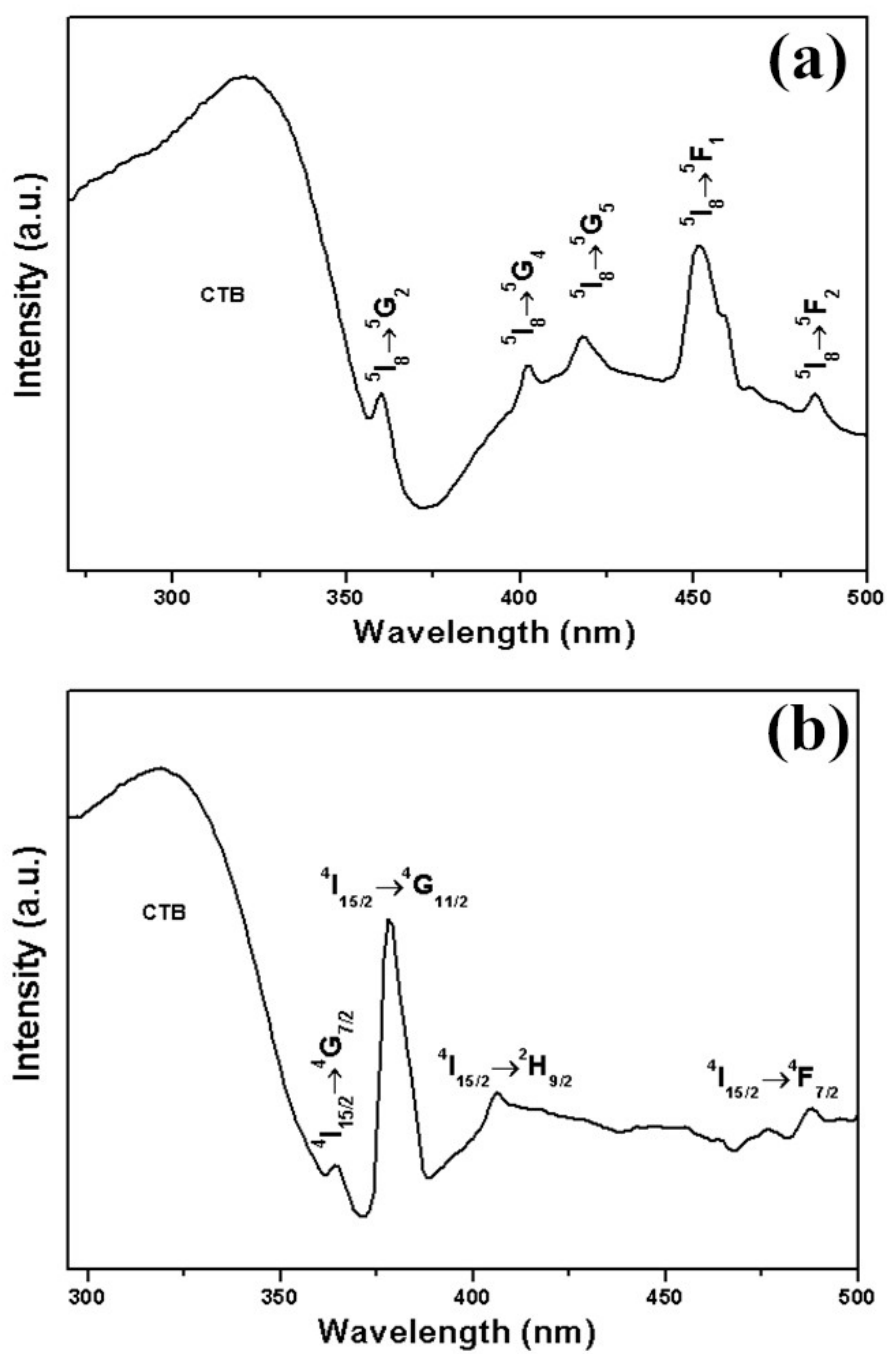 (a)
Intensity (a.u.)
CTB
⁵I₈→⁵G₂
⁵I₈→⁵G₄
⁵I₈→⁵G₅
⁵I₈→⁵F₁
⁵I₈→⁵F₂
300 350 400 450 500
Wavelength (nm)
(b)
Intensity (a.u.)
CTB
⁴I₁₅/₂→⁴G₇/₂
⁴I₁₅/₂→⁴G₁₁/₂
⁴I₁₅/₂→²H₉/₂
⁴I₁₅/₂→⁴F₇/₂
300 350 400 450 500
Wavelength (nm)